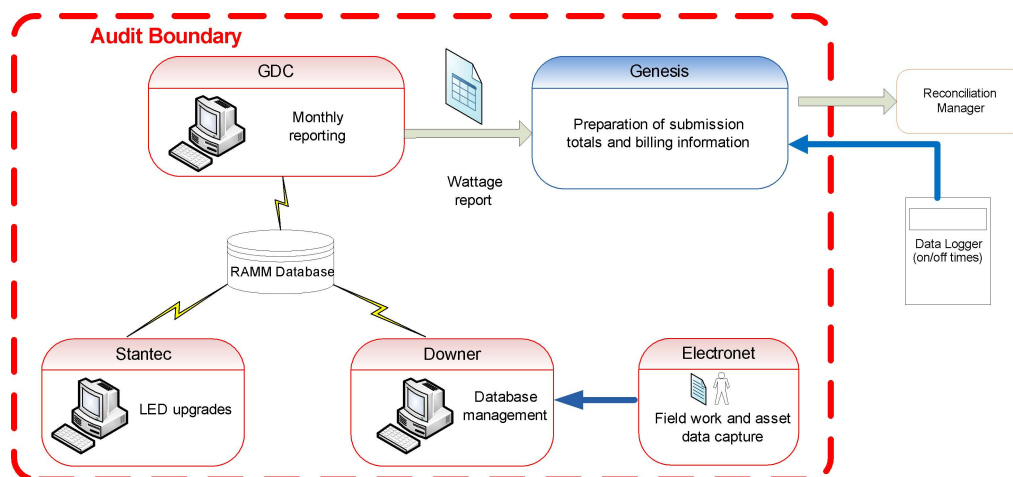 Audit Boundary
GDC
Monthly
reporting
Wattage
report
Genesis
Preparation of submission
totals and billing information
Reconciliation
Manager
Data Logger
(on/off times)
RAMM Database
Stantec
LED upgrades
Downer
Database
management
Electronet
Field work and asset
data capture